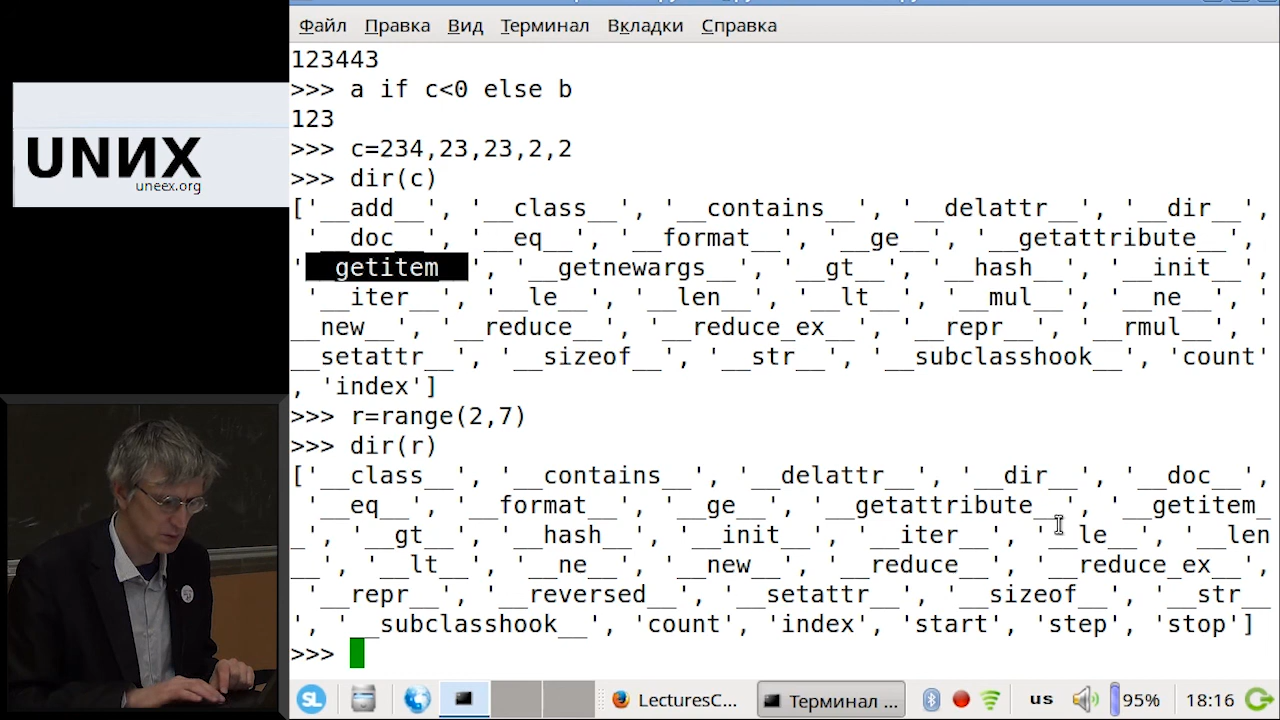 Файл Правка Вид Терминал Вкладки Справка
UNИX
uneex.org
123443
>>> a if c<0 else b
123
>>> c=234,23,23,2,2
>>> dir(c)
['__add__', '__class__', '__contains__', '__delattr__', '__dir__',
'__doc__', '__eq__', '__format__', '__ge__', '__getattribute__',
'__getitem__', '__getnewargs__', '__gt__', '__hash__', '__init__',
'__iter__', '__le__', '__len__', '__lt__', '__mul__', '__ne__', '
__new__', '__reduce__', '__reduce_ex__', '__repr__', '__rmul__', '
__setattr__', '__sizeof__', '__str__', '__subclasshook__', 'count'
, 'index']
>>> r=range(2,7)
>>> dir(r)
['__class__', '__contains__', '__delattr__', '__dir__', '__doc__',
'__eq__', '__format__', '__ge__', '__getattribute__', '__getitem_
_', '__gt__', '__hash__', '__init__', '__iter__', '__le__', '__len
__', '__lt__', '__ne__', '__new__', '__reduce__', '__reduce_ex__',
'__repr__', '__reversed__', '__setattr__', '__sizeof__', '__str__
', '__subclasshook__', 'count', 'index', 'start', 'step', 'stop']
>>>
LecturesC... Терминал ... us 95% 18:16